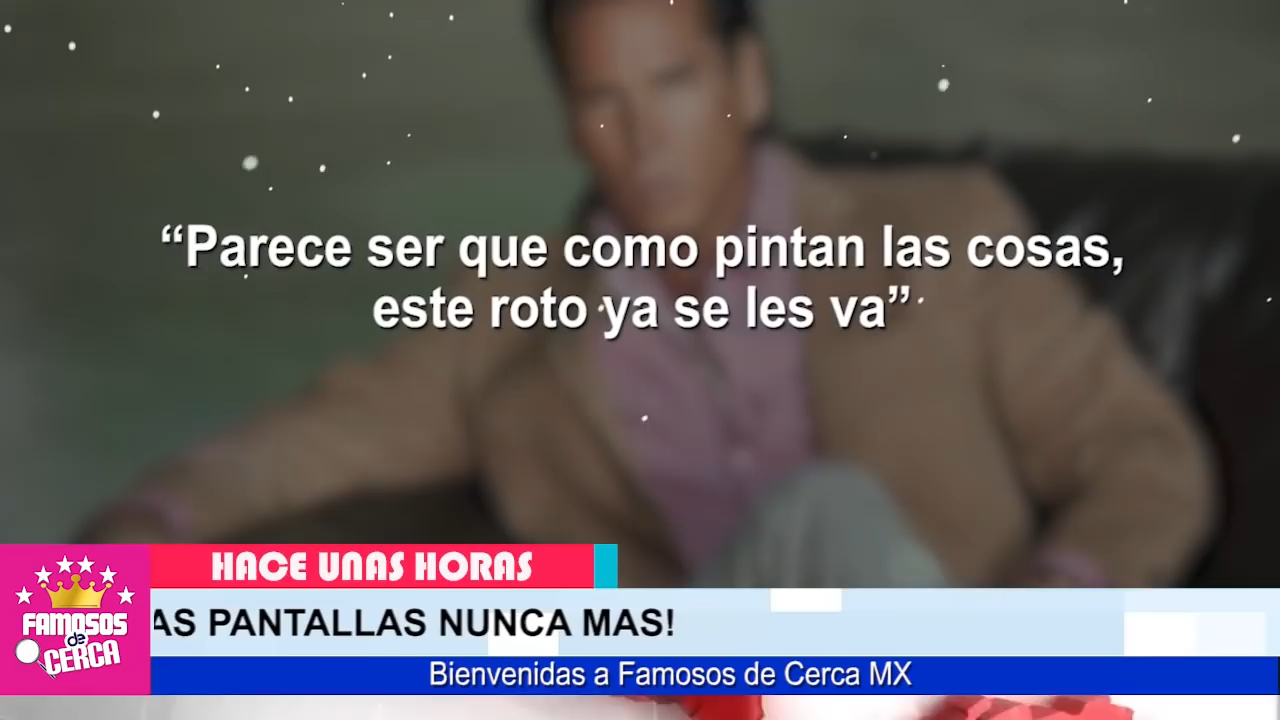 “Parece ser que como pintan las cosas,
este roto ya se les va”
HACE UNAS HORAS
AS PANTALLAS NUNCA MAS!
FAMOSOS
de
CERCA
Bienvenidas a Famosos de Cerca MX